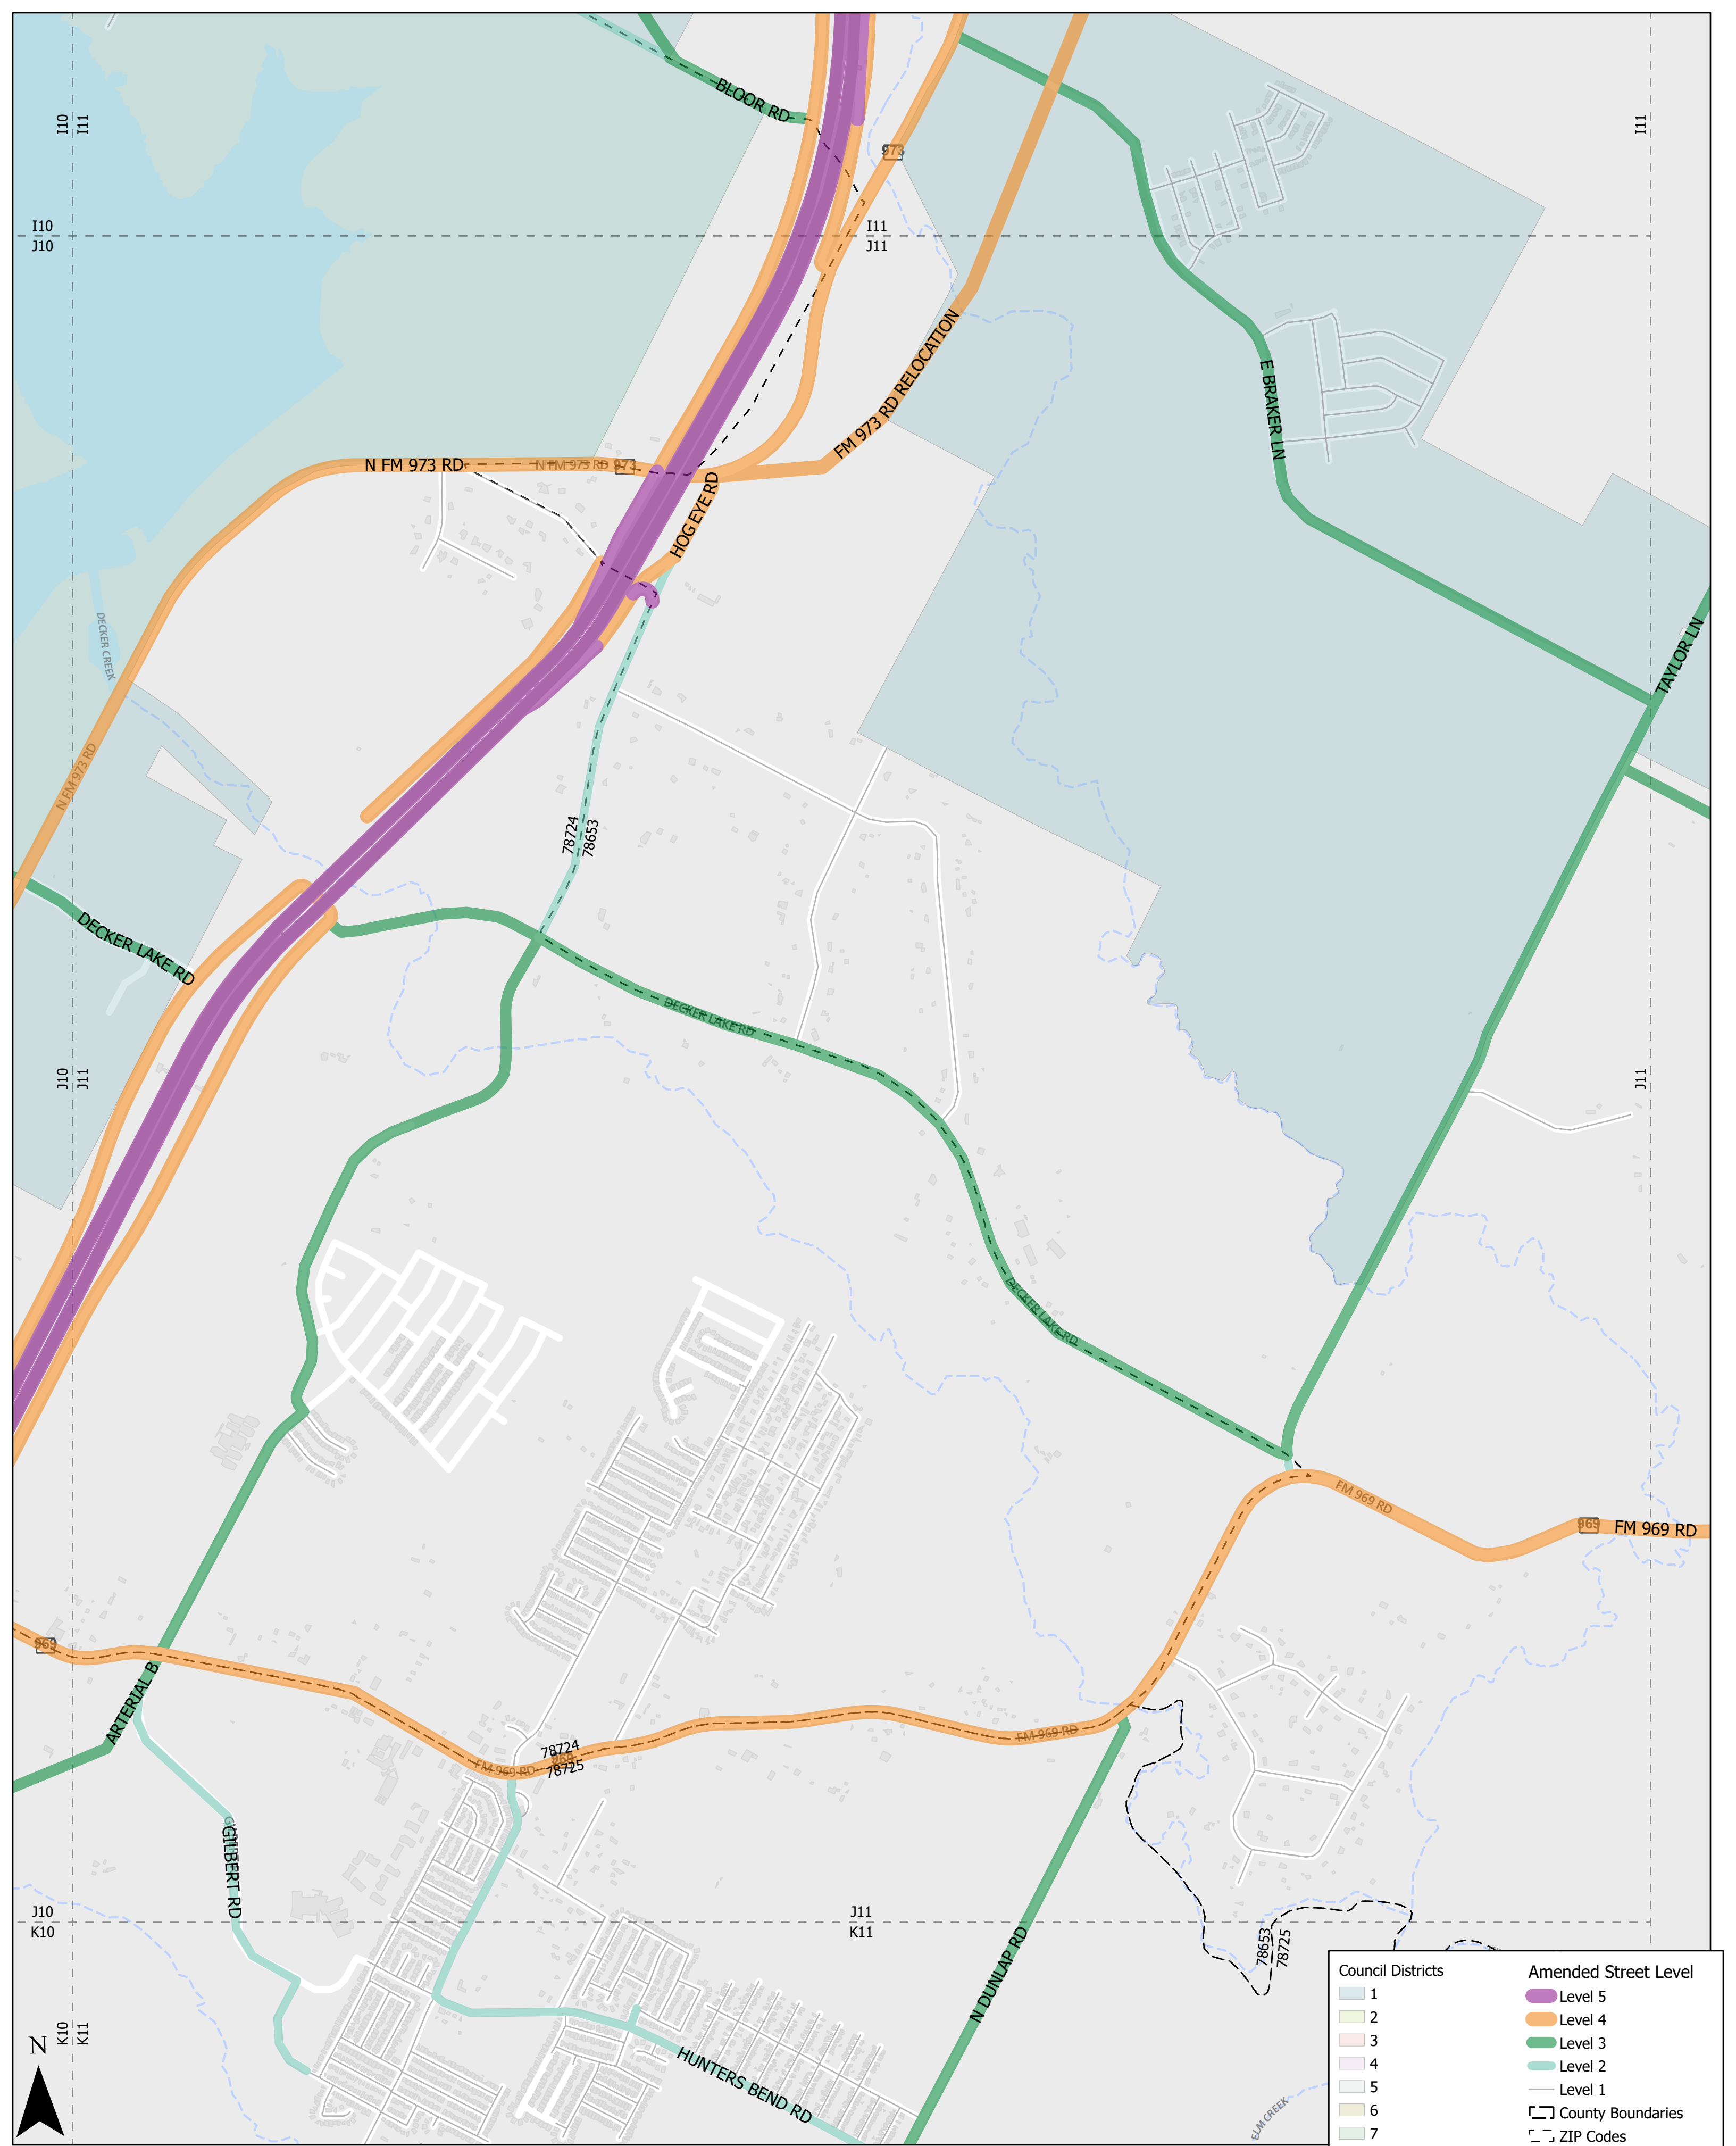 BLOOR RD
I10
I11
I11
973
I10
J10
I11
J11
FM 973 RD RELOCATION
E BRAKER LN
N FM 973 RD
N FM 973 RD
973
HOG EYE RD
DECKER CREEK
TAYLOR LN
N FM 973 RD
78724
78653
DECKER LAKE RD
DECKER LAKE RD
J10
J11
J11
DECKER LAKE RD
FM 969 RD
969
FM 969 RD
969
ARTERIAL B
FM 969 RD
78724
969
FM 969 RD
78725
GILBERT RD
J10
K10
J11
K11
N DUNLAP RD
78653
78725
K10
K11
N
HUNTERS BEND RD
ELM CREEK
Council Districts
1
2
3
4
5
6
7
Amended Street Level
Level 5
Level 4
Level 3
Level 2
Level 1
County Boundaries
ZIP Codes